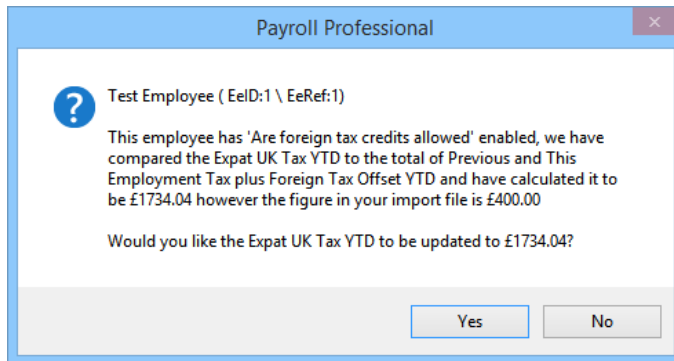 Payroll Professional
Test Employee ( EeID:1 \ EeRef:1)
This employee has 'Are foreign tax credits allowed' enabled, we have
compared the Expat UK Tax YTD to the total of Previous and This
Employment Tax plus Foreign Tax Offset YTD and have calculated it to
be £1734.04 however the figure in your import file is £400.00
Would you like the Expat UK Tax YTD to be updated to £1734.04?
Yes
No